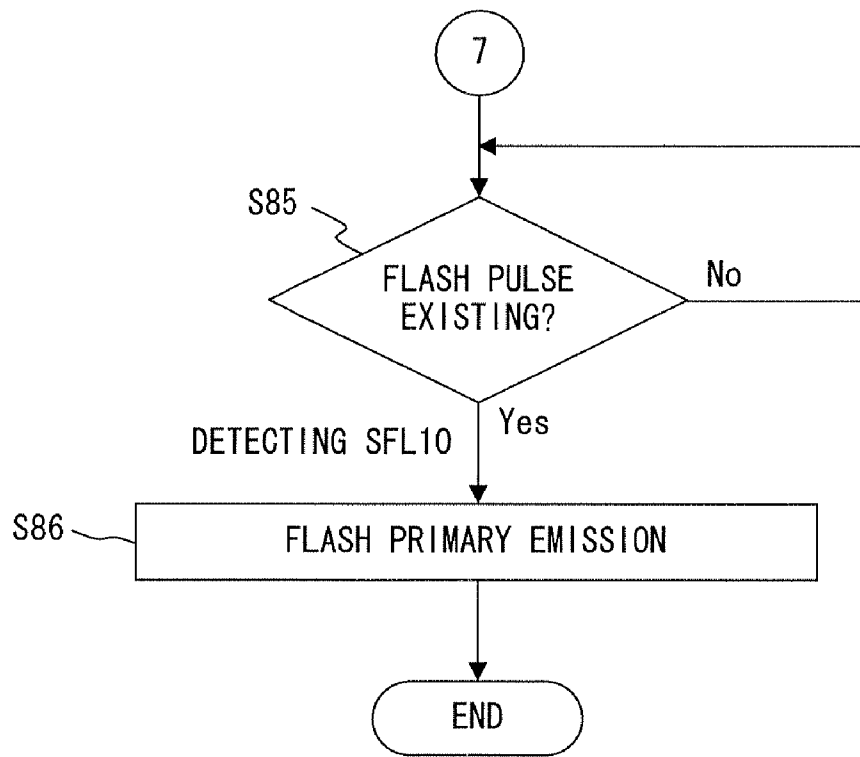 7
S85
FLASH PULSE
EXISTING?
No
Yes
DETECTING SFL10
S86
FLASH PRIMARY EMISSION
END